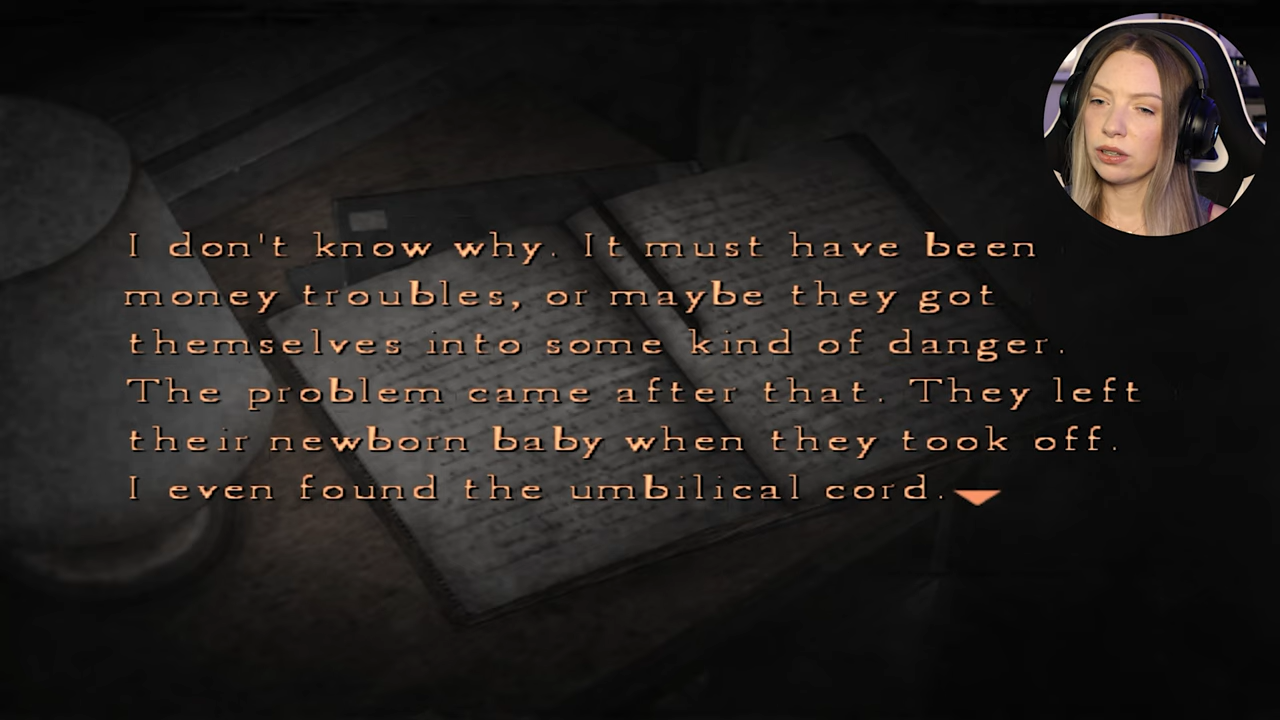 I don't know why. It must have been
money troubles, or maybe they got
themselves into some kind of danger.
The problem came after that. They left
their newborn baby when they took off.
I even found the umbilical cord.